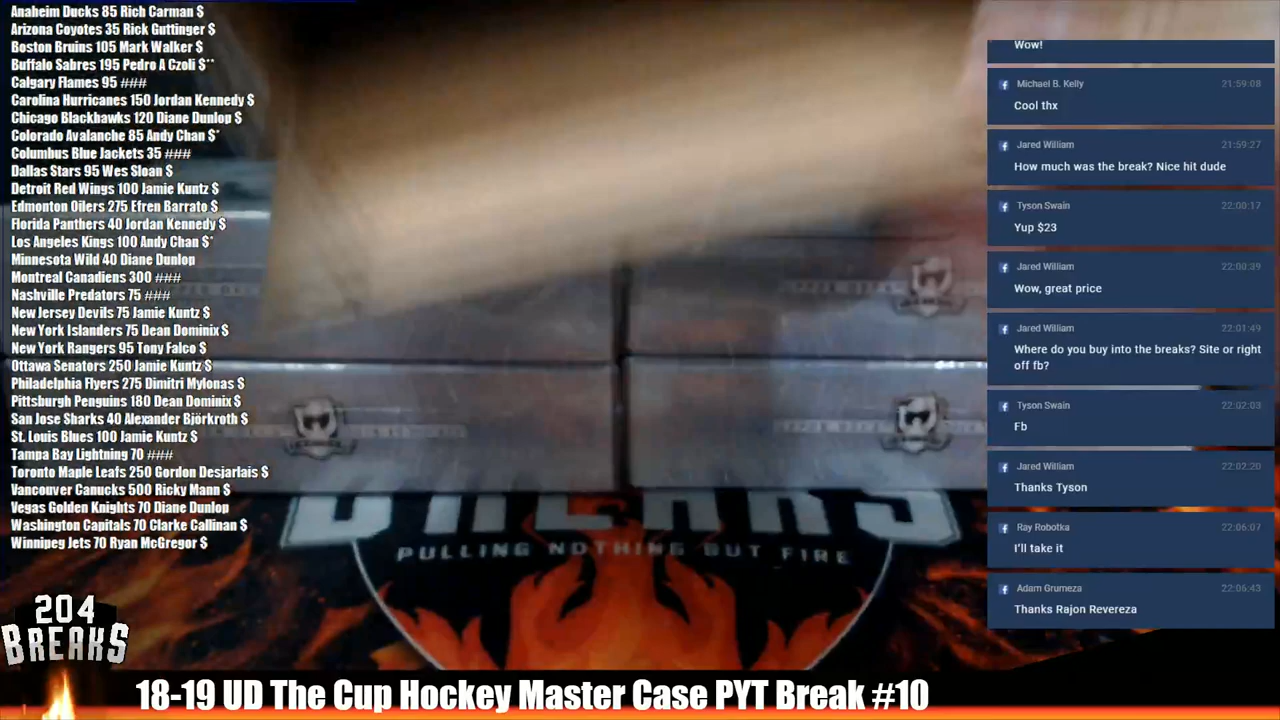 Anaheim Ducks 85 Rich Carman $
Arizona Coyotes 35 Rick Guttinger $
Boston Bruins 105 Mark Walker $
Buffalo Sabres 195 Pedro A Czoli $**
Calgary Flames 95 ###
Carolina Hurricanes 150 Jordan Kennedy $
Chicago Blackhawks 120 Diane Dunlop $
Colorado Avalanche 85 Andy Chan $*
Columbus Blue Jackets 35 ###
Dallas Stars 95 Wes Sloan $
Detroit Red Wings 100 Jamie Kuntz $
Edmonton Oilers 275 Efren Barrato $
Florida Panthers 40 Jordan Kennedy $
Los Angeles Kings 100 Andy Chan $*
Minnesota Wild 40 Diane Dunlop
Montreal Canadiens 300 ###
Nashville Predators 75 ###
New Jersey Devils 75 Jamie Kuntz $
New York Islanders 75 Dean Dominix $
New York Rangers 95 Tony Falco $
Ottawa Senators 250 Jamie Kuntz $
Philadelphia Flyers 275 Dimitri Mylonas $
Pittsburgh Penguins 180 Dean Dominix $
San Jose Sharks 40 Alexander Björkroth $
St. Louis Blues 100 Jamie Kuntz $
Tampa Bay Lightning 70 ###
Toronto Maple Leafs 250 Gordon Desjarlais $
Vancouver Canucks 500 Ricky Mann $
Vegas Golden Knights 70 Diane Dunlop
Washington Capitals 70 Clarke Callinan $
Winnipeg Jets 70 Ryan McGregor $
Wow!
Michael B. Kelly 21:59:08
Cool thx
Jared William 21:59:27
How much was the break? Nice hit dude
Tyson Swain 22:00:17
Yup $23
Jared William 22:00:39
Wow, great price
Jared William 22:01:49
Where do you buy into the breaks? Site or right
off fb?
Tyson Swain 22:02:03
Fb
Jared William 22:02:20
Thanks Tyson
Ray Robotka 22:06:07
I'll take it
Adam Grumeza 22:06:43
Thanks Rajon Revereza
BREAKS
PULLING NOTHING BUT FIRE
204
BREAKS
18-19 UD The Cup Hockey Master Case PYT Break #10